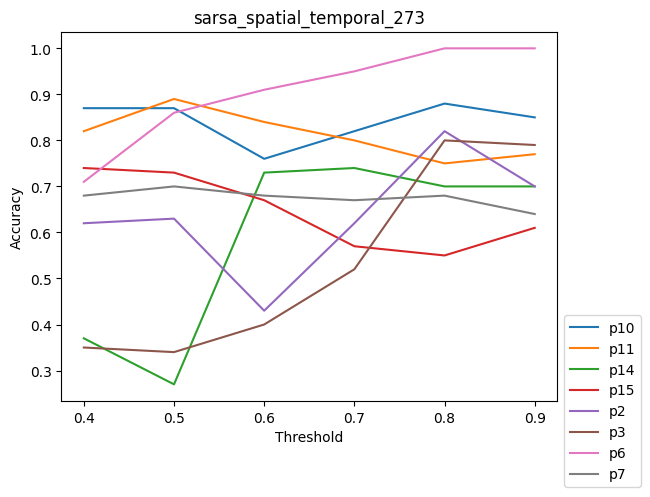 sarsa_spatial_temporal_273
1.0
0.9
0.8
0.7
0.6
0.5
0.4
0.3
Accuracy
0.4 0.5 0.6 0.7 0.8 0.9
Threshold
p10
p11
p14
p15
p2
p3
p6
p7